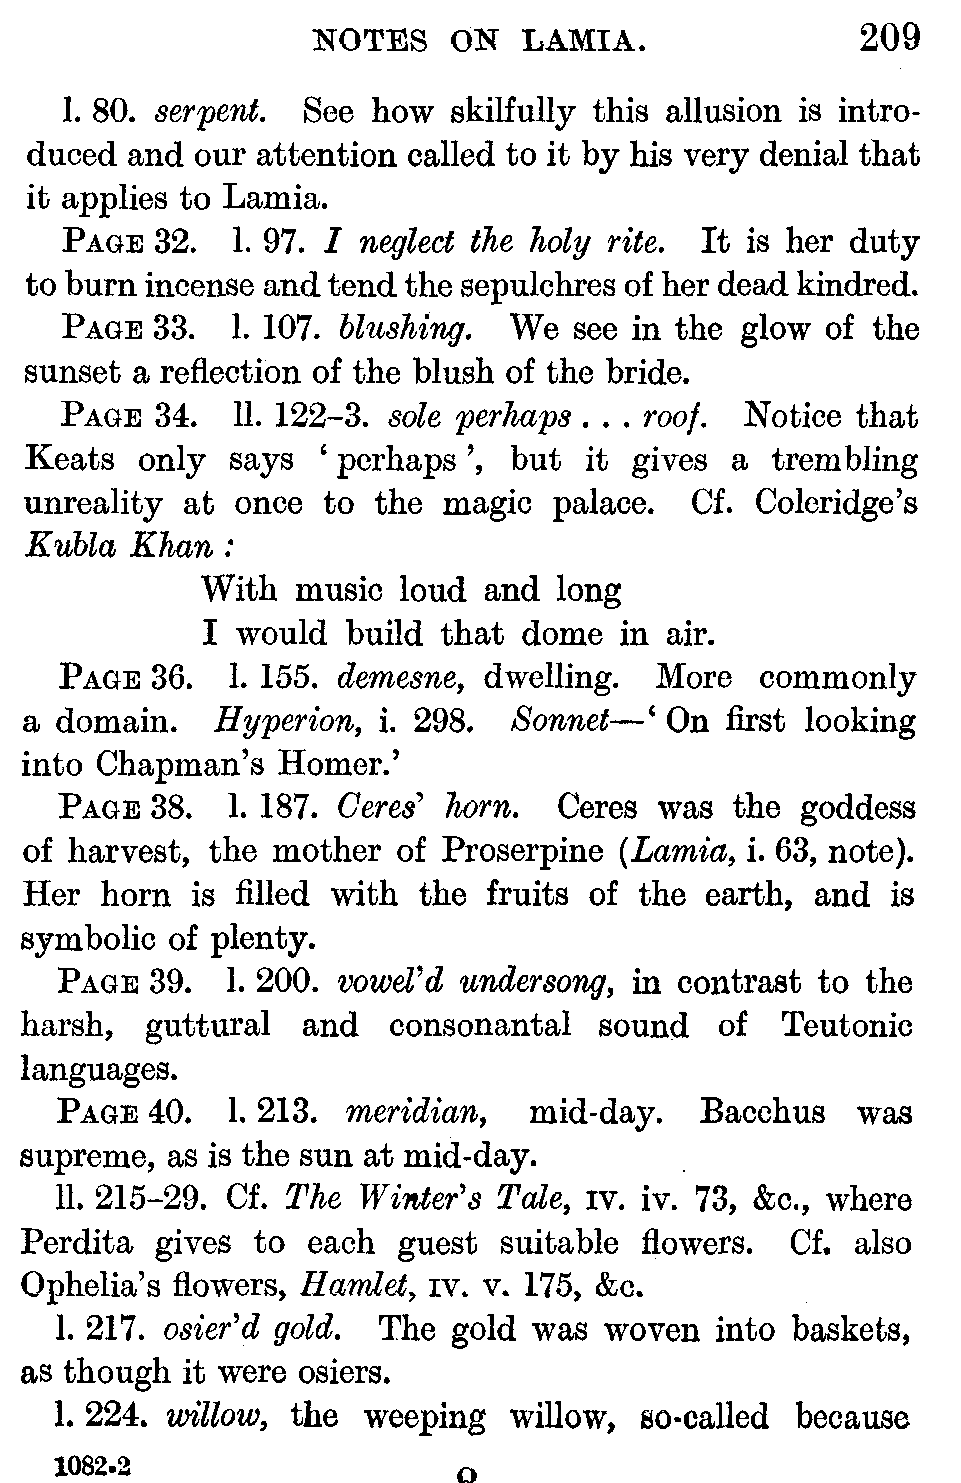 NOTES ON LAMIA. 209
l. 80. serpent. See how skilfully this allusion is intro-
duced and our attention called to it by his very denial that
it applies to Lamia.
PAGE 32. l. 97. I neglect the holy rite. It is her duty
to burn incense and tend the sepulchres of her dead kindred.
PAGE 33. l. 107. blushing. We see in the glow of the
sunset a reflection of the blush of the bride.
PAGE 34. ll. 122–3. sole perhaps . . . roof. Notice that
Keats only says ‘ perhaps ’, but it gives a trembling
unreality at once to the magic palace. Cf. Coleridge’s
Kubla Khan :
With music loud and long
I would build that dome in air.
PAGE 36. l. 155. demesne, dwelling. More commonly
a domain. Hyperion, i. 298. Sonnet—‘ On first looking
into Chapman’s Homer.’
PAGE 38. l. 187. Ceres’ horn. Ceres was the goddess
of harvest, the mother of Proserpine (Lamia, i. 63, note).
Her horn is filled with the fruits of the earth, and is
symbolic of plenty.
PAGE 39. l. 200. vowel’d undersong, in contrast to the
harsh, guttural and consonantal sound of Teutonic
languages.
PAGE 40. l. 213. meridian, mid-day. Bacchus was
supreme, as is the sun at mid-day.
ll. 215–29. Cf. The Winter’s Tale, IV. iv. 73, &c., where
Perdita gives to each guest suitable flowers. Cf. also
Ophelia’s flowers, Hamlet, IV. v. 175, &c.
l. 217. osier’d gold. The gold was woven into baskets,
as though it were osiers.
l. 224. willow, the weeping willow, so-called because
1082.2 O